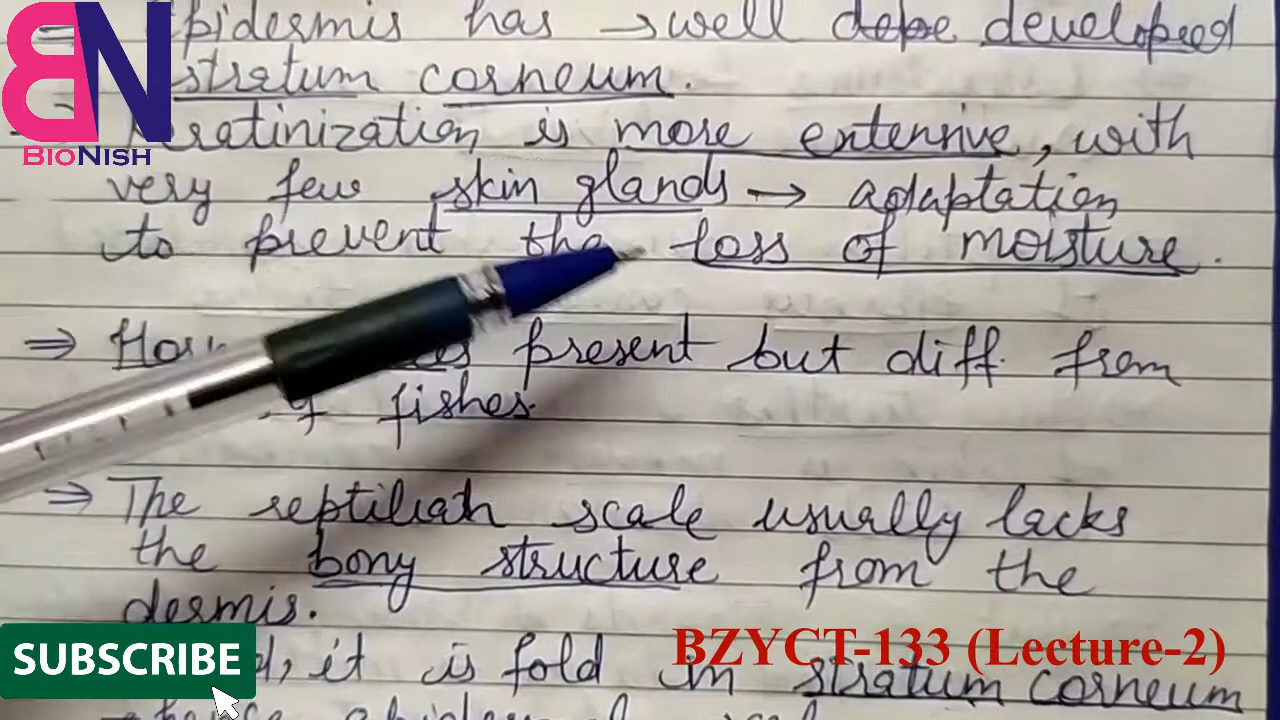 ⇒ Epidermis has → well depe developed
stratum corneum.
BN
BioNish
Keratinization is more extensive, with
very few skin glands → adaptation
to prevent the loss of moisture.
⇒ present but diff. from
of fishes.
⇒ The reptilian scale usually lacks
the bony structure from the
dermis.
SUBSCRIBE
BZYCT-133 (Lecture-2)
it is fold in stratum corneum